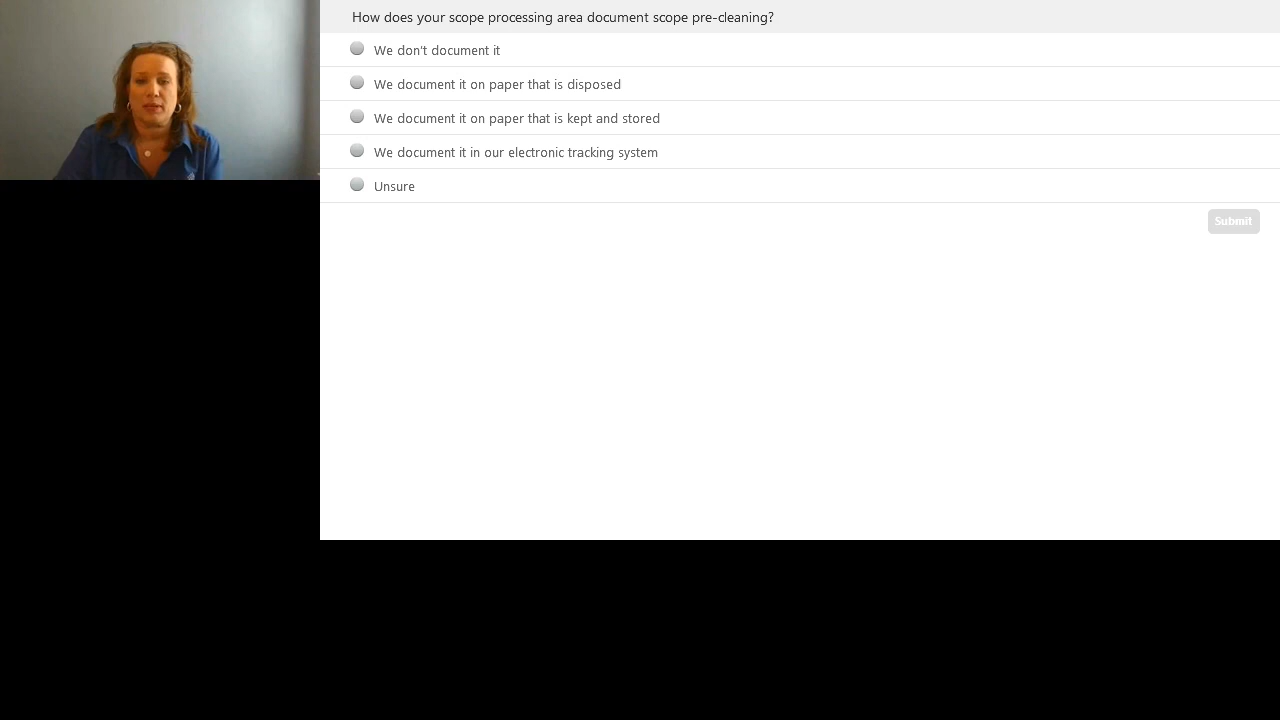 How does your scope processing area document scope pre-cleaning?
We don't document it
We document it on paper that is disposed
We document it on paper that is kept and stored
We document it in our electronic tracking system
Unsure
Submit